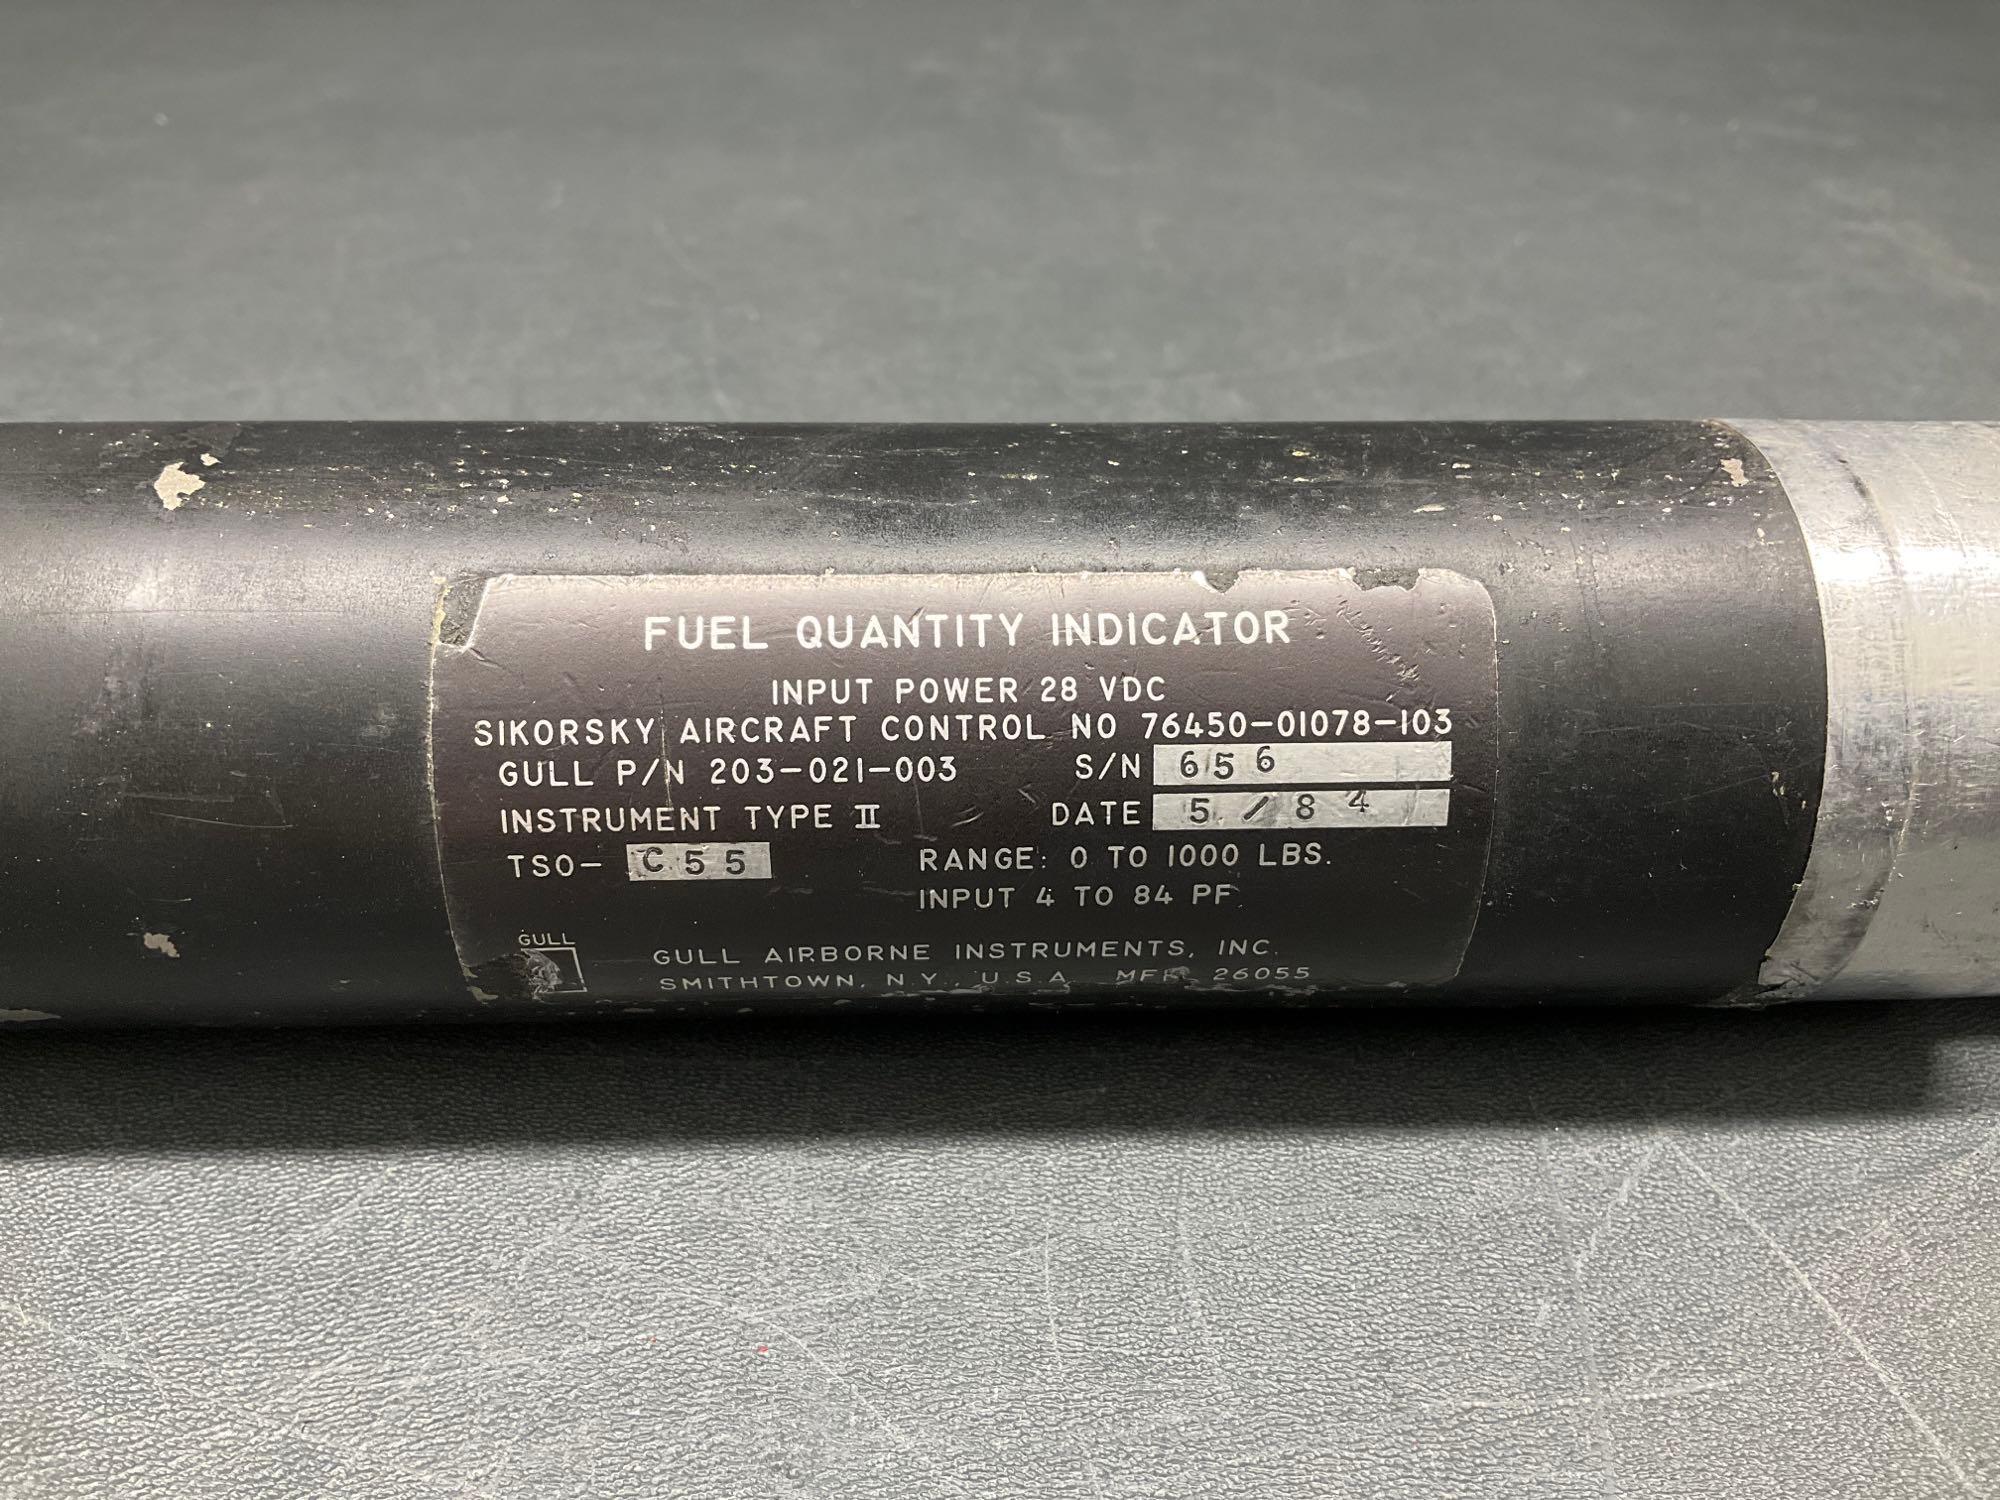 FUEL QUANTITY INDICATOR
INPUT POWER 28 VDC
SIKORSKY AIRCRAFT CONTROL NO 76450-01078-103
GULL P/N 203-021-003 S/N 656
INSTRUMENT TYPE II DATE 5/84
TSO- C55 RANGE: 0 TO 1000 LBS.
INPUT 4 TO 84 PF.
GULL
GULL AIRBORNE INSTRUMENTS, INC.
SMITHTOWN, N.Y., U.S.A. MFR. 26055